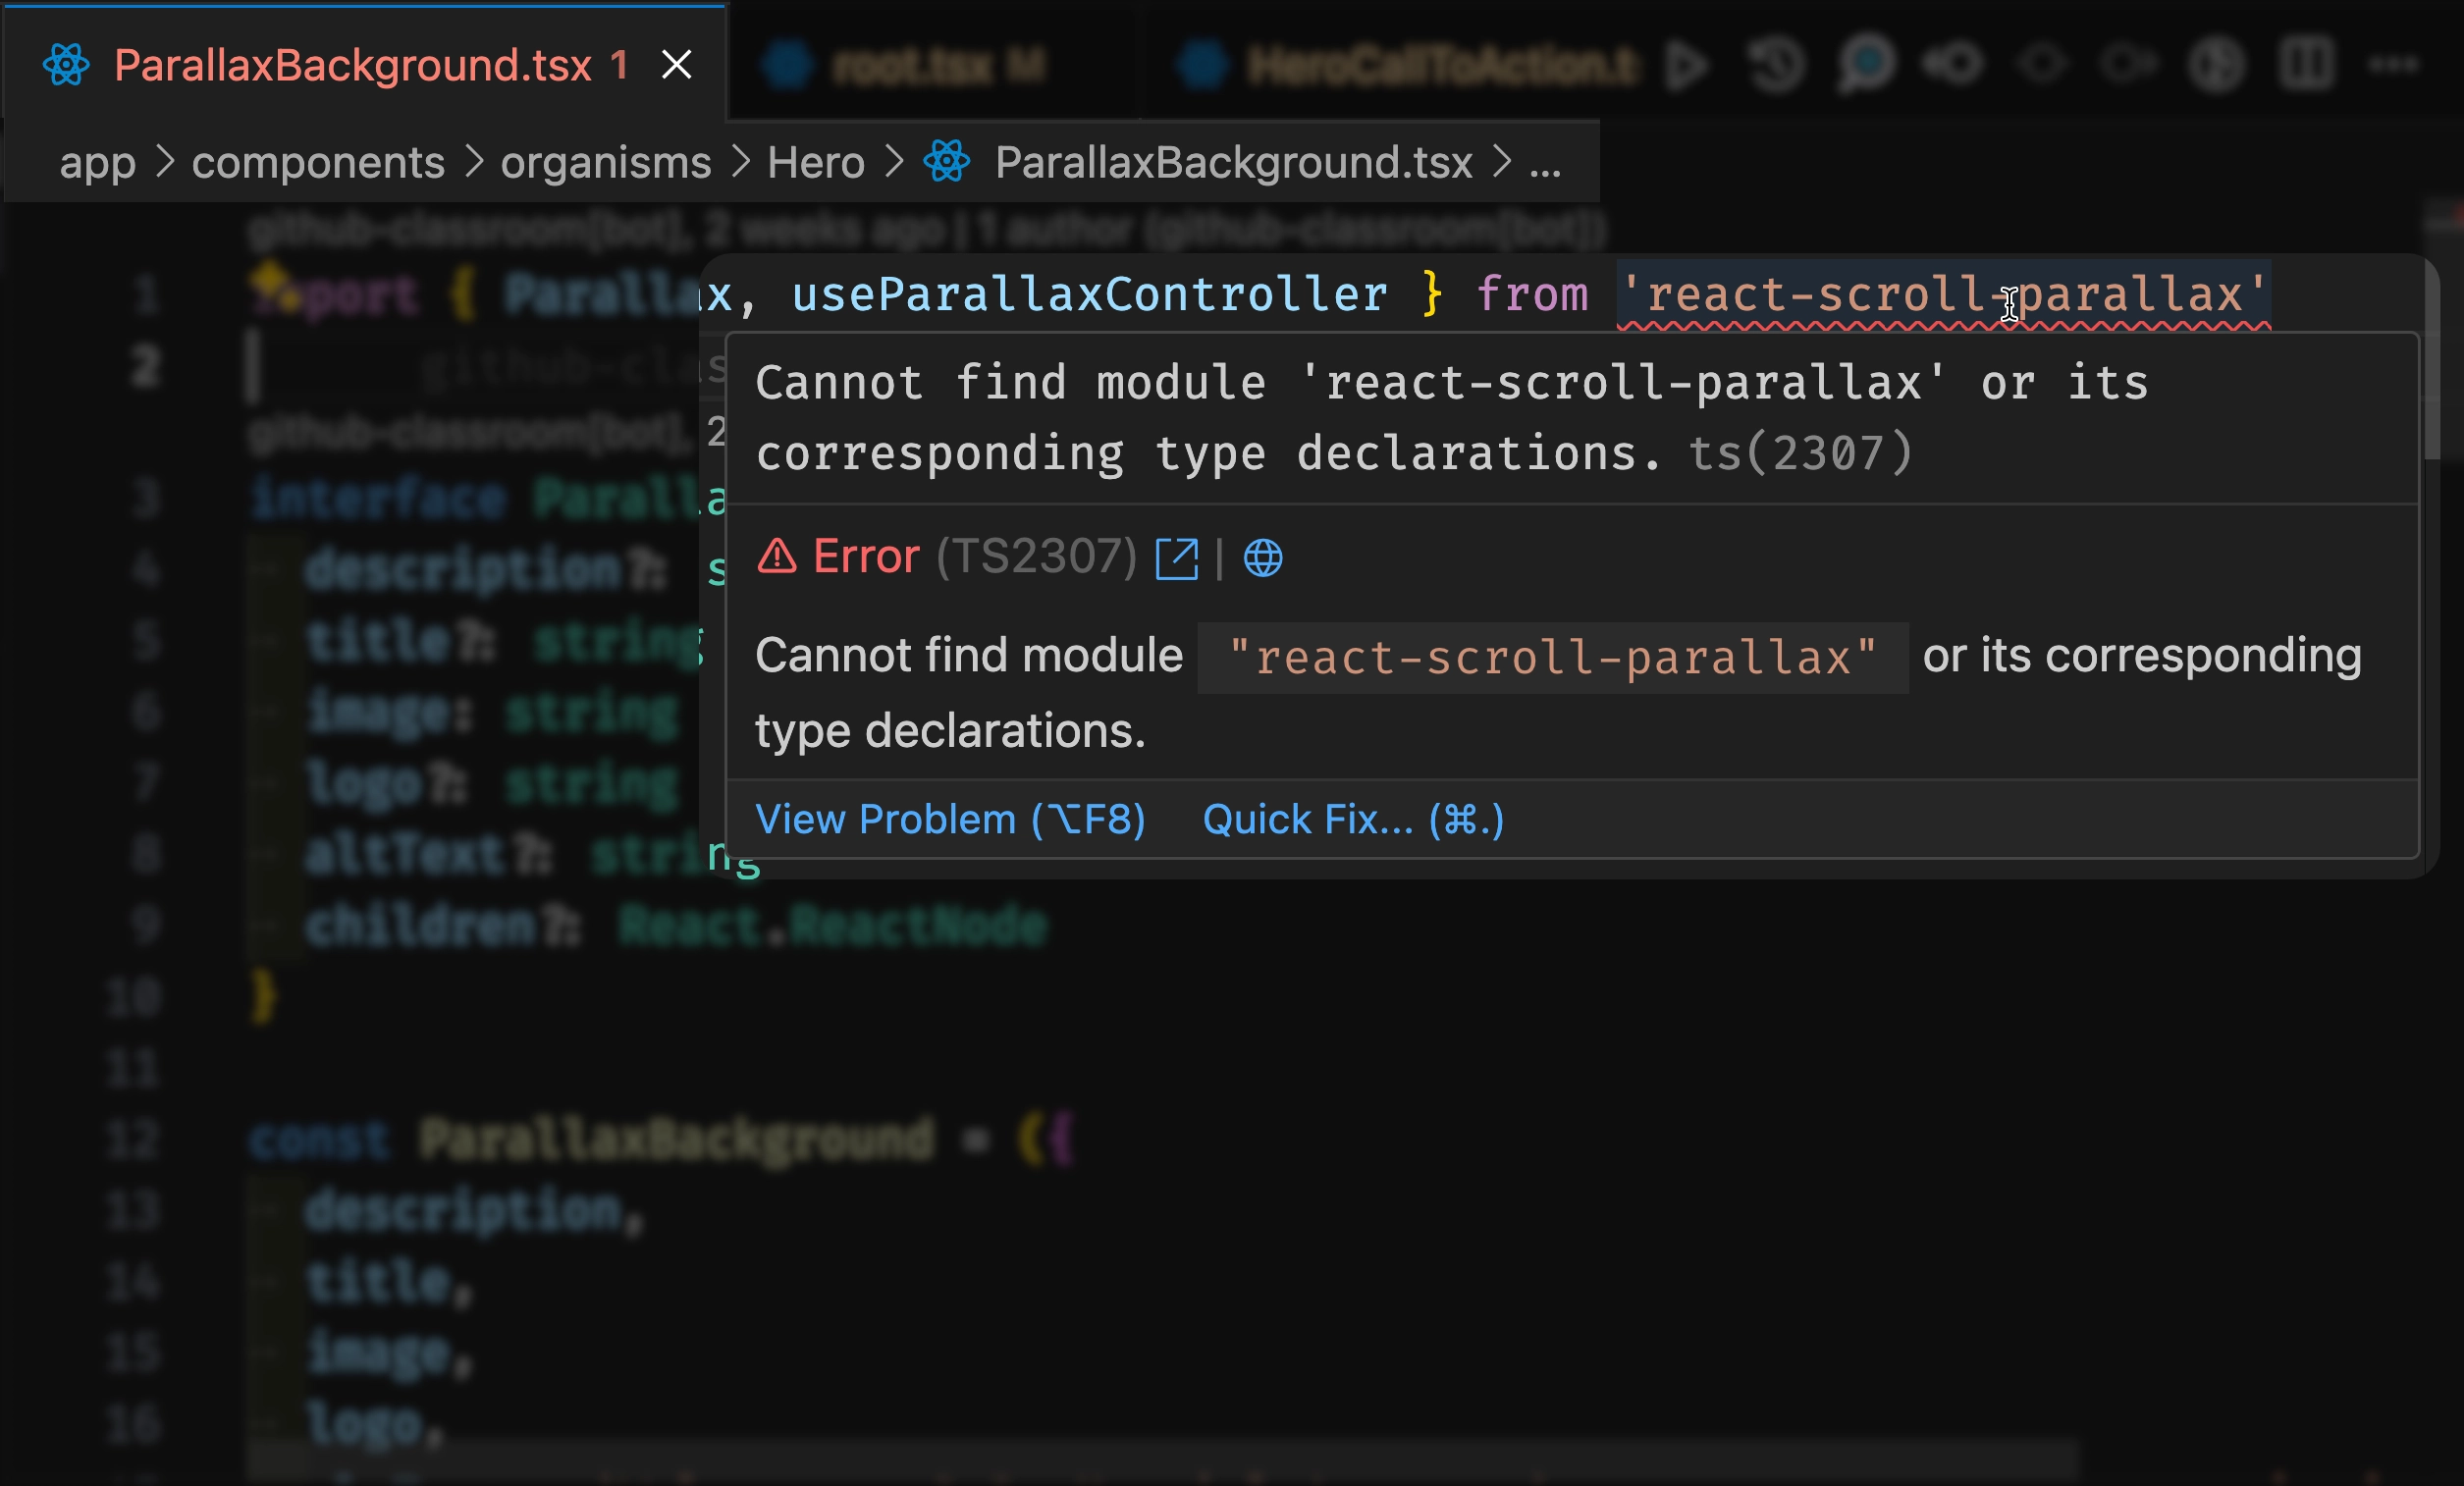 ParallaxBackground.tsx 1 root.tsx M HeroCallToAction.t
app > components > organisms > Hero > ParallaxBackground.tsx > ...
github-classroom[bot], 2 weeks ago | 1 author (github-classroom[bot])
1 port { Parallax, useParallaxController } from 'react-scroll-parallax'
2 github-clas
github-classroom[bot], 2
Cannot find module 'react-scroll-parallax' or its
corresponding type declarations. ts(2307)
Error (TS2307) |
Cannot find module "react-scroll-parallax" or its corresponding
type declarations.
View Problem (⌥F8) Quick Fix... (⌘.)
3 interface Paralla
4 description?: s
5 title?: string
6 image: string
7 logo?: string
8 altText?: string
9 children?: React.ReactNode
10 }
11
12 const ParallaxBackground = ({
13 description,
14 title,
15 image,
16 logo,